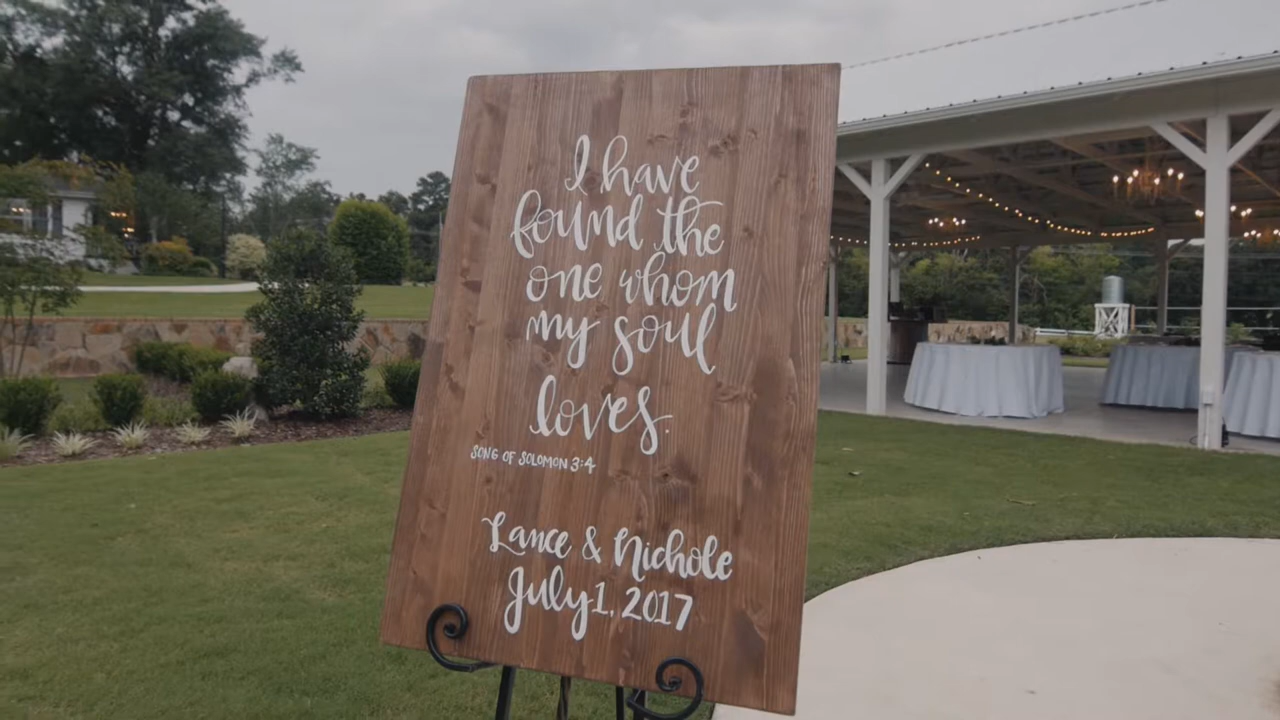 I have
found the
one whom
my soul
loves.
SONG OF SOLOMON 3:4
Lance & Nichole
July 1, 2017